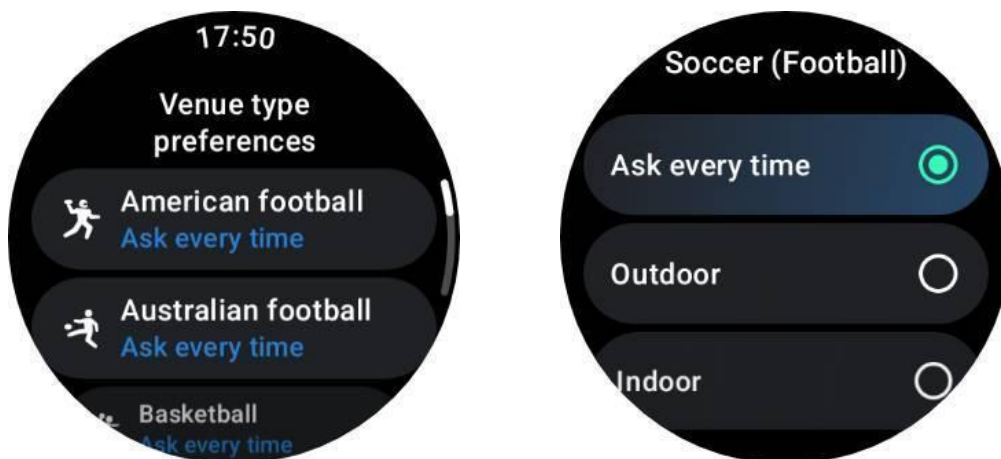 17:50
Venue type
preferences
American football
Ask every time
Australian football
Ask every time
Basketball
Ask every time
Soccer (Football)
Ask every time
Outdoor
Indoor